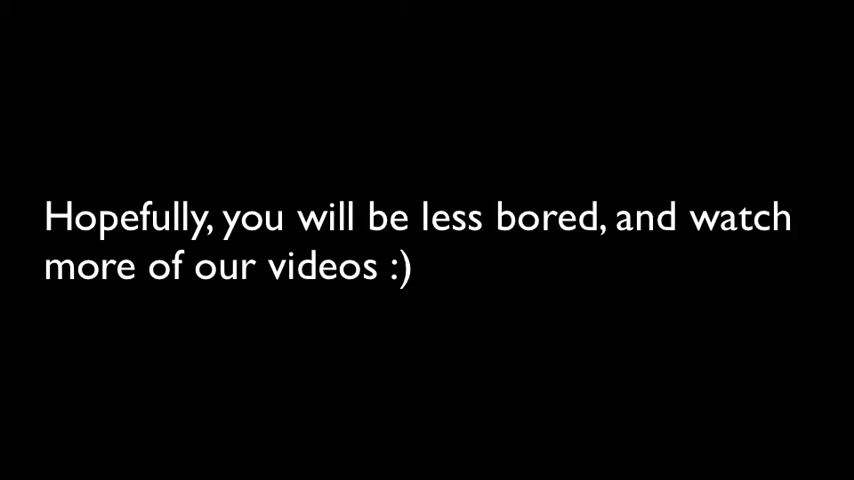 Hopefully, you will be less bored, and watch
more of our videos :)